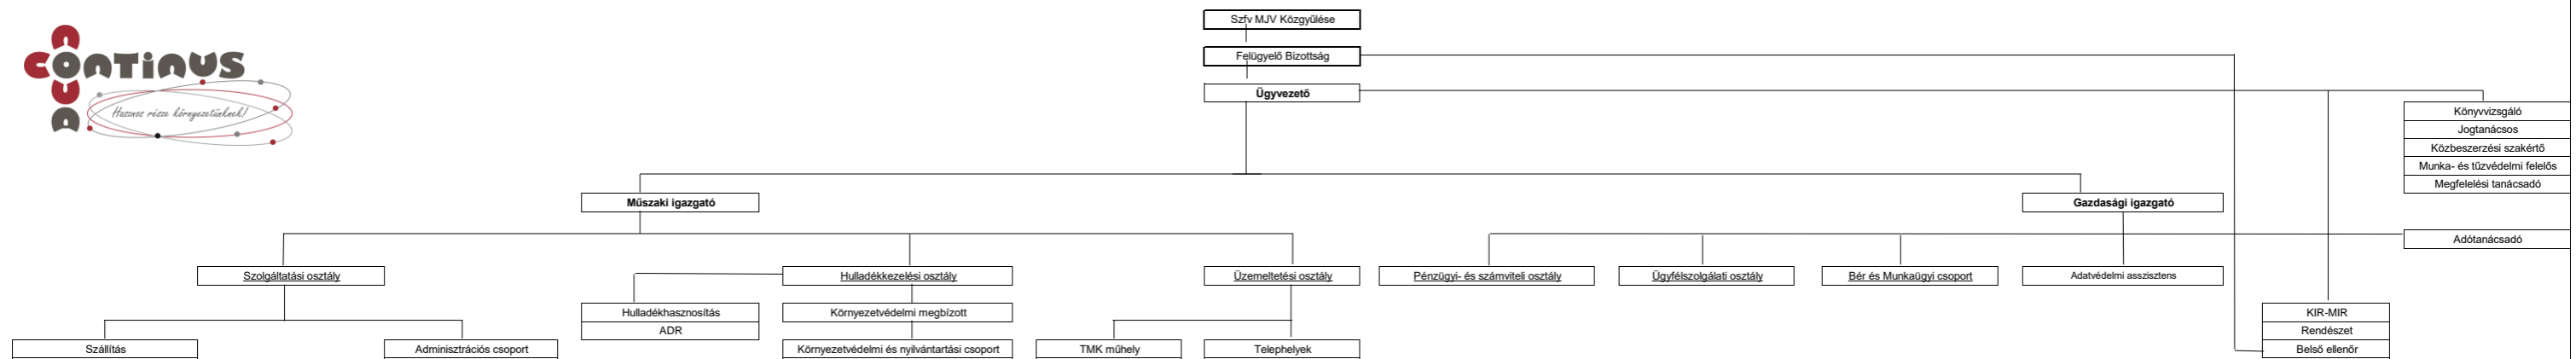 Szfv MJV Közgyűlése
Felügyelő Bizottság
Ügyvezető
CONTINUS
NOVA
Hasznos része környezetünknek!
Könyvvizsgáló
Jogtanácsos
Közbeszerzési szakértő
Munka- és tűzvédelmi felelős
Megfelelési tanácsadó
Műszaki igazgató
Gazdasági igazgató
Adótanácsadó
Szolgáltatási osztály
Hulladékkezelési osztály
Üzemeltetési osztály
Pénzügyi- és számviteli osztály
Ügyfélszolgálati osztály
Bér és Munkaügyi csoport
Adatvédelmi asszisztens
Hulladékhasznosítás
Környezetvédelmi megbízott
KIR-MIR
ADR
Rendészet
Szállítás
Adminisztrációs csoport
Környezetvédelmi és nyilvántartási csoport
TMK műhely
Telephelyek
Belső ellenőr